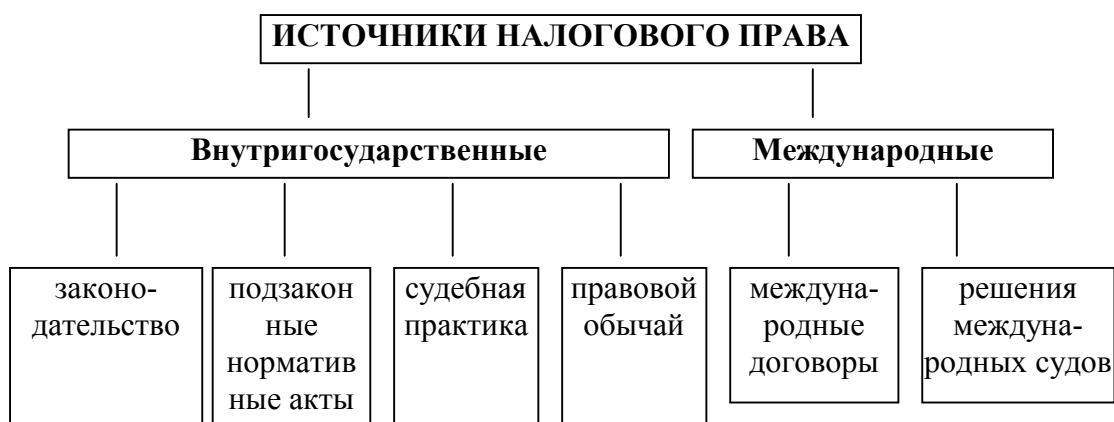 ИСТОЧНИКИ НАЛОГОВОГО ПРАВА
Внутригосударственные
Международные
законо-
дательство
подзакон
ные
норматив
ные акты
судебная
практика
правовой
обычай
междуна-
родные
договоры
решения
междуна-
родных судов